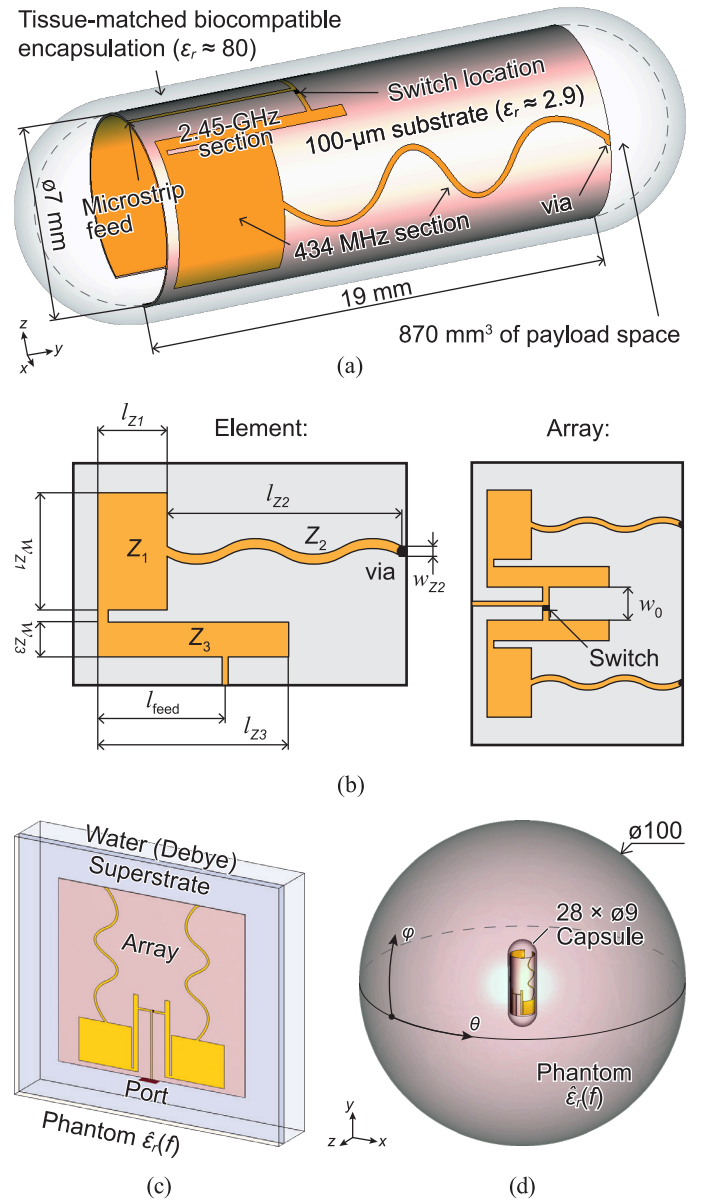 Tissue-matched biocompatible
encapsulation (εr ≈ 80)
Switch location
2.45-GHz
section
100-μm substrate (εr ≈ 2.9)
Microstrip
feed
ø7 mm
434 MHz section
via
19 mm
870 mm³ of payload space
z
y
x
(a)
lZ1
Element:
Array:
lZ2
wZ1
Z1
Z2
via
wZ2
wZ3
Z3
w0
Switch
lfeed
lZ3
(b)
Water (Debye)
Superstrate
Array
Port
Phantom ε̂r(f)
(c)
ø100
28 × ø9
Capsule
φ
θ
Phantom
ε̂r(f)
y
z
x
(d)